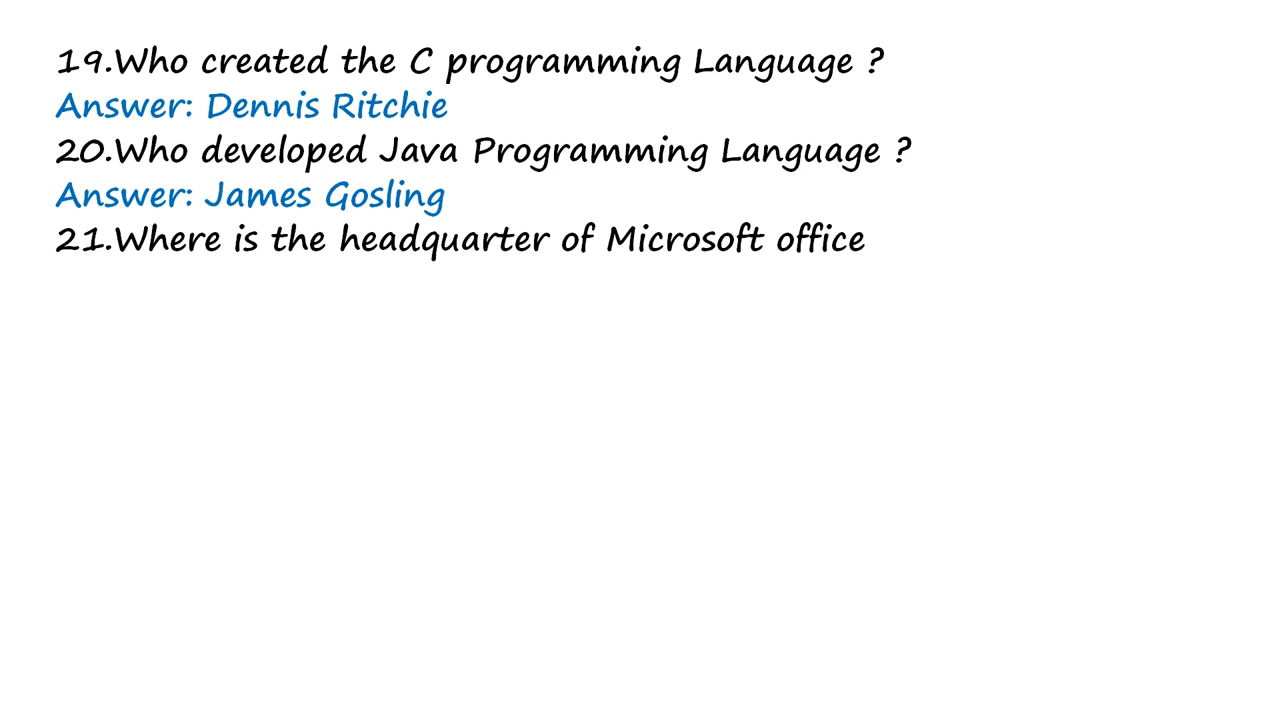 19.Who created the C programming Language ?
Answer: Dennis Ritchie
20.Who developed Java Programming Language ?
Answer: James Gosling
21.Where is the headquarter of Microsoft office